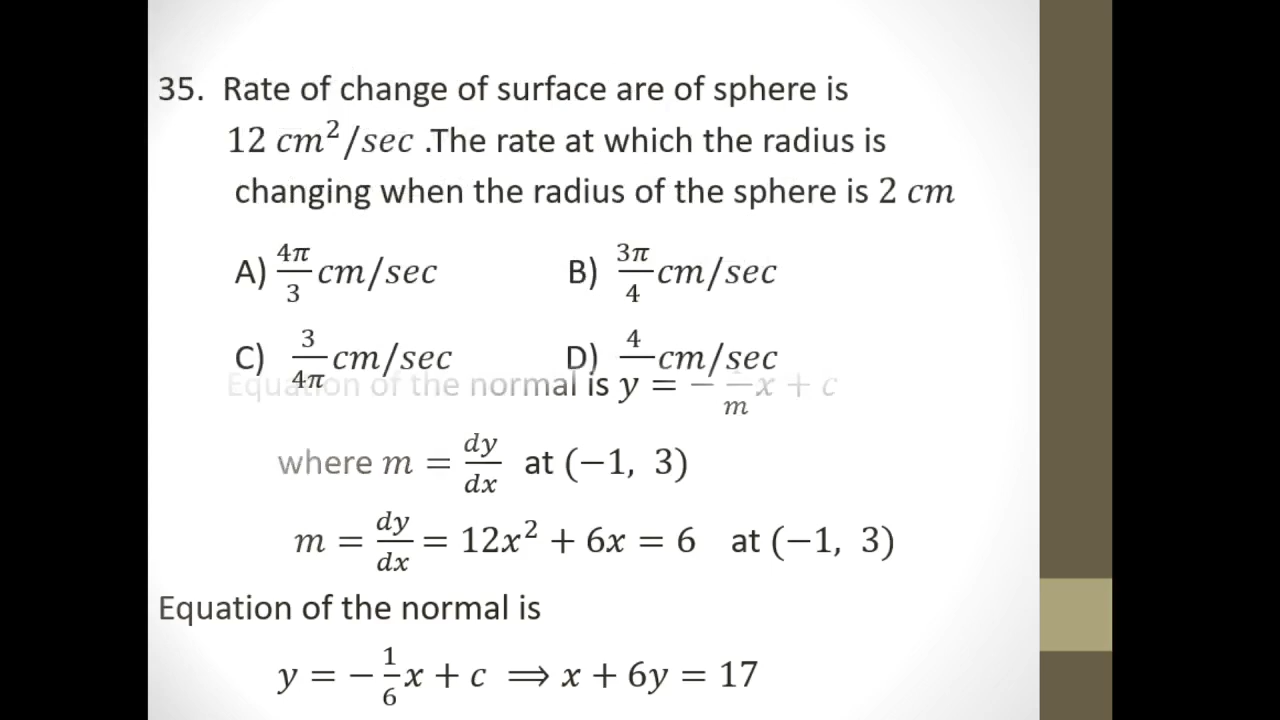 35. Rate of change of surface are of sphere is
12 cm²/sec .The rate at which the radius is
changing when the radius of the sphere is 2 cm
A) 4π/3 cm/sec B) 3π/4 cm/sec
C) 3/4π cm/sec D) 4/ cm/sec
Equation of the normal is y = − /m x + c
where m = dy/dx at (−1, 3)
m = dy/dx = 12x² + 6x = 6 at (−1, 3)
Equation of the normal is
y = −1/6 x + c ⟹ x + 6y = 17